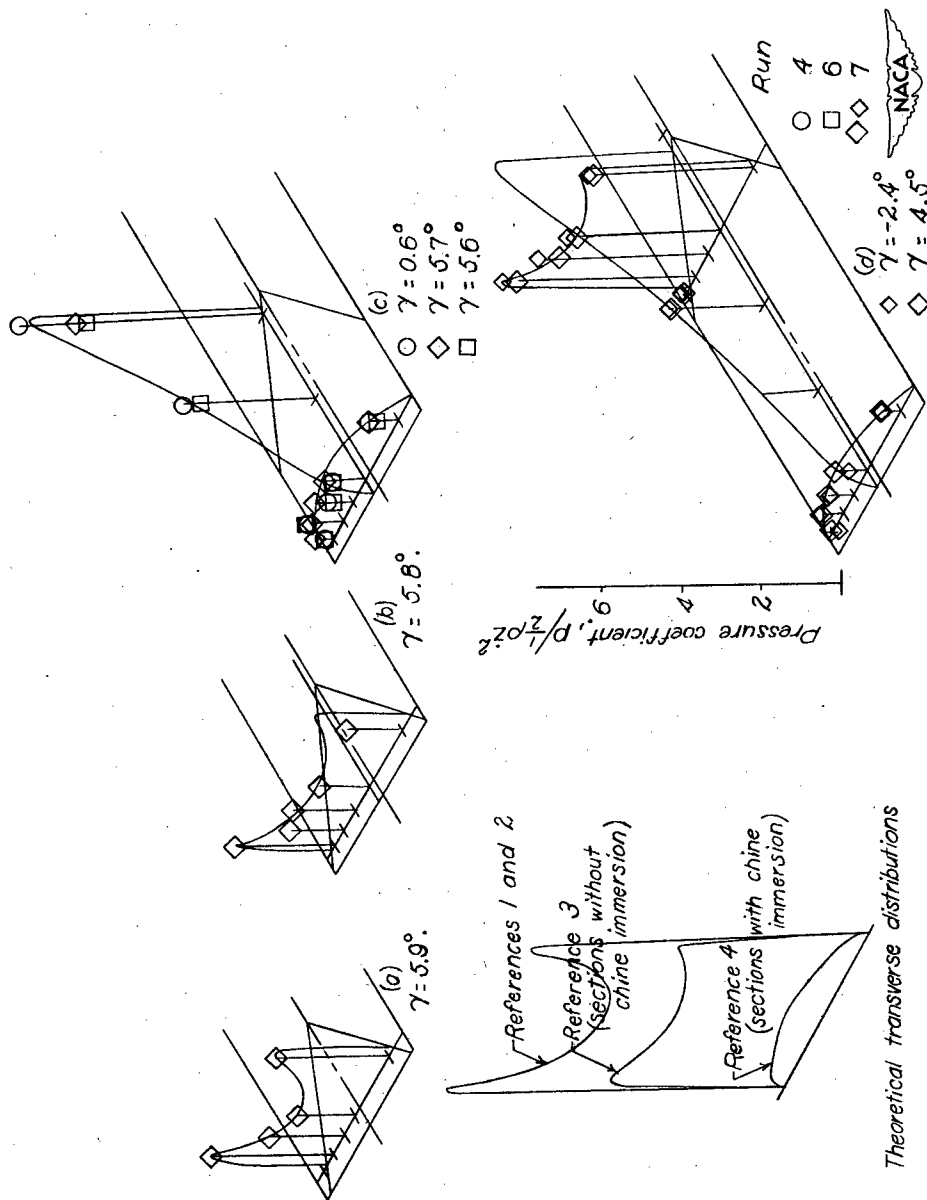 (a)
γ = 5.9°.
(b)
γ = 5.8°.
(c)
○ γ = 0.6°
◇ γ = 5.7°
□ γ = 5.6°
References 1 and 2
Reference 3
(sections without
chine immersion)
Reference 4
(sections with chine
immersion)
Theoretical transverse distributions
Pressure coefficient, p/½ρż²
6
4
2
0
(d)
◇ γ = -2.4°
◇ γ = 4.5°
Run
○ 4
□ 6
◇◇ 7
NACA